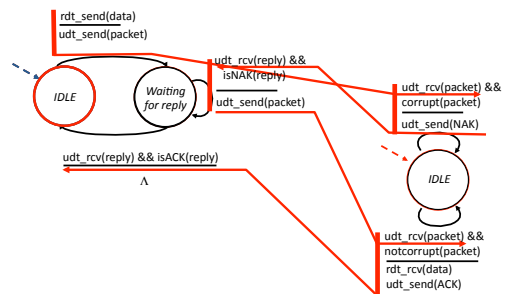 rdt_send(data)
udt_send(packet)
IDLE
Waiting
for reply
udt_rcv(reply) &&
isNAK(reply)
udt_send(packet)
udt_rcv(reply) && isACK(reply)
Λ
udt_rcv(packet) &&
corrupt(packet)
udt_send(NAK)
IDLE
udt_rcv(packet) &&
notcorrupt(packet)
rdt_rcv(data)
udt_send(ACK)